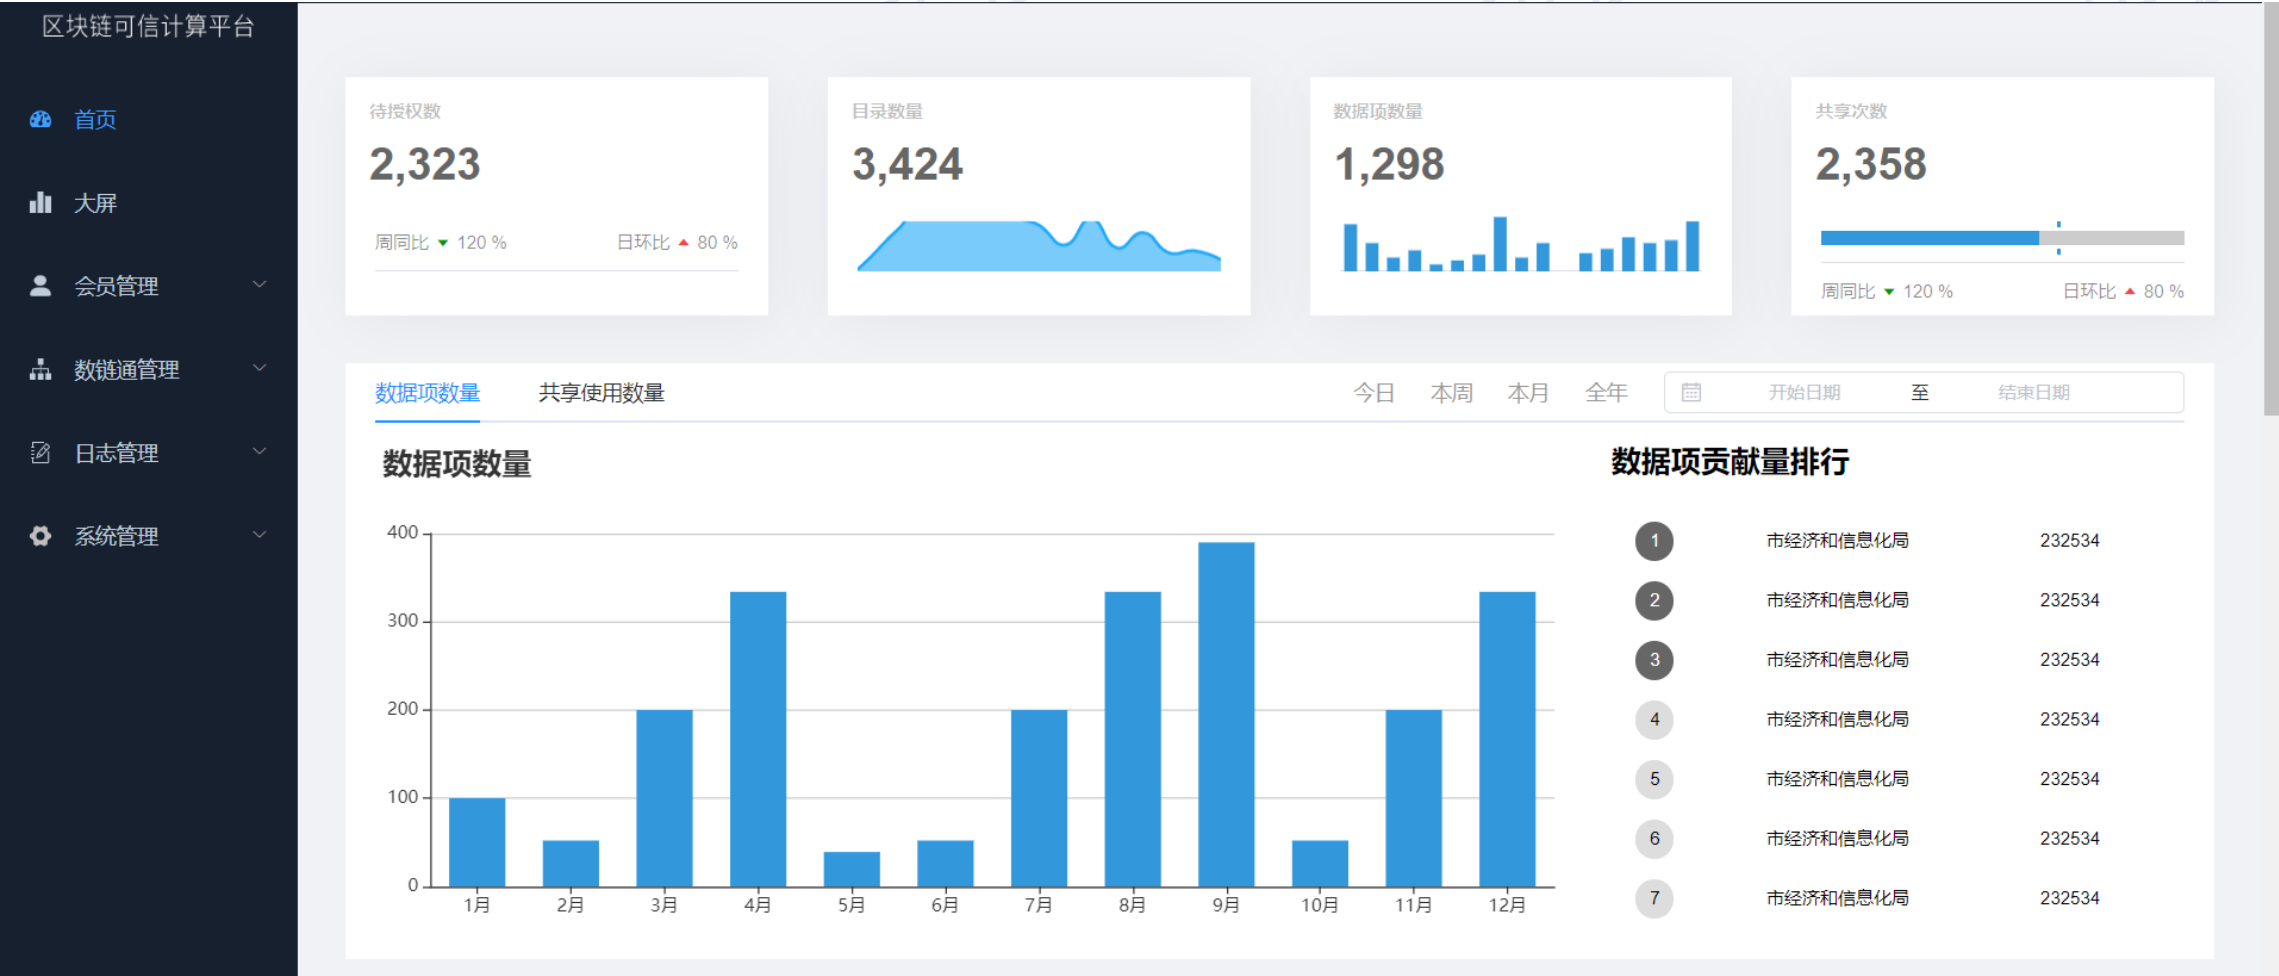 区块链可信计算平台
首页
大屏
会员管理
数链通管理
日志管理
系统管理
待授权数
2,323
周同比 120 % 日环比 80 %
目录数量
3,424
数据项数量
1,298
共享次数
2,358
周同比 120 % 日环比 80 %
数据项数量 共享使用数量 今日 本周 本月 全年 开始日期 至 结束日期
数据项数量
400
300
200
100
0
1月 2月 3月 4月 5月 6月 7月 8月 9月 10月 11月 12月
数据项贡献量排行
1 市经济和信息化局 232534
2 市经济和信息化局 232534
3 市经济和信息化局 232534
4 市经济和信息化局 232534
5 市经济和信息化局 232534
6 市经济和信息化局 232534
7 市经济和信息化局 232534